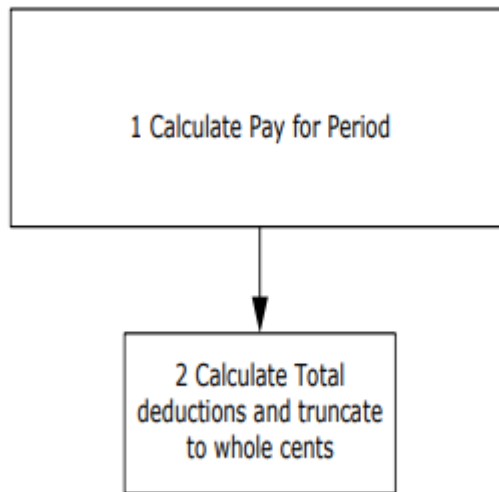 1 Calculate Pay for Period
2 Calculate Total
deductions and truncate
to whole cents